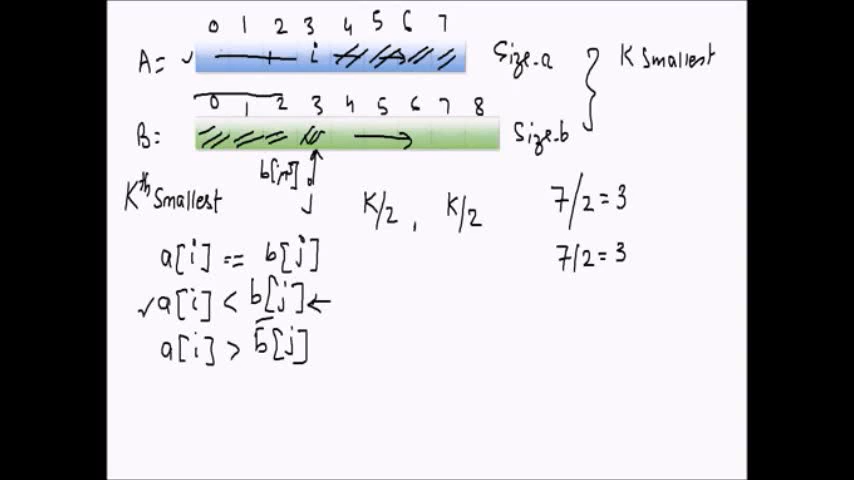 0 1 2 3 4 5 6 7
A= i Size-a K Smallest
0 1 2 3 4 5 6 7 8
B: Size-b
Kth Smallest j K/2 , K/2 7/2=3
a[i] == b[j] 7/2=3
a[i] < b[j] ←
a[i] > b[j]